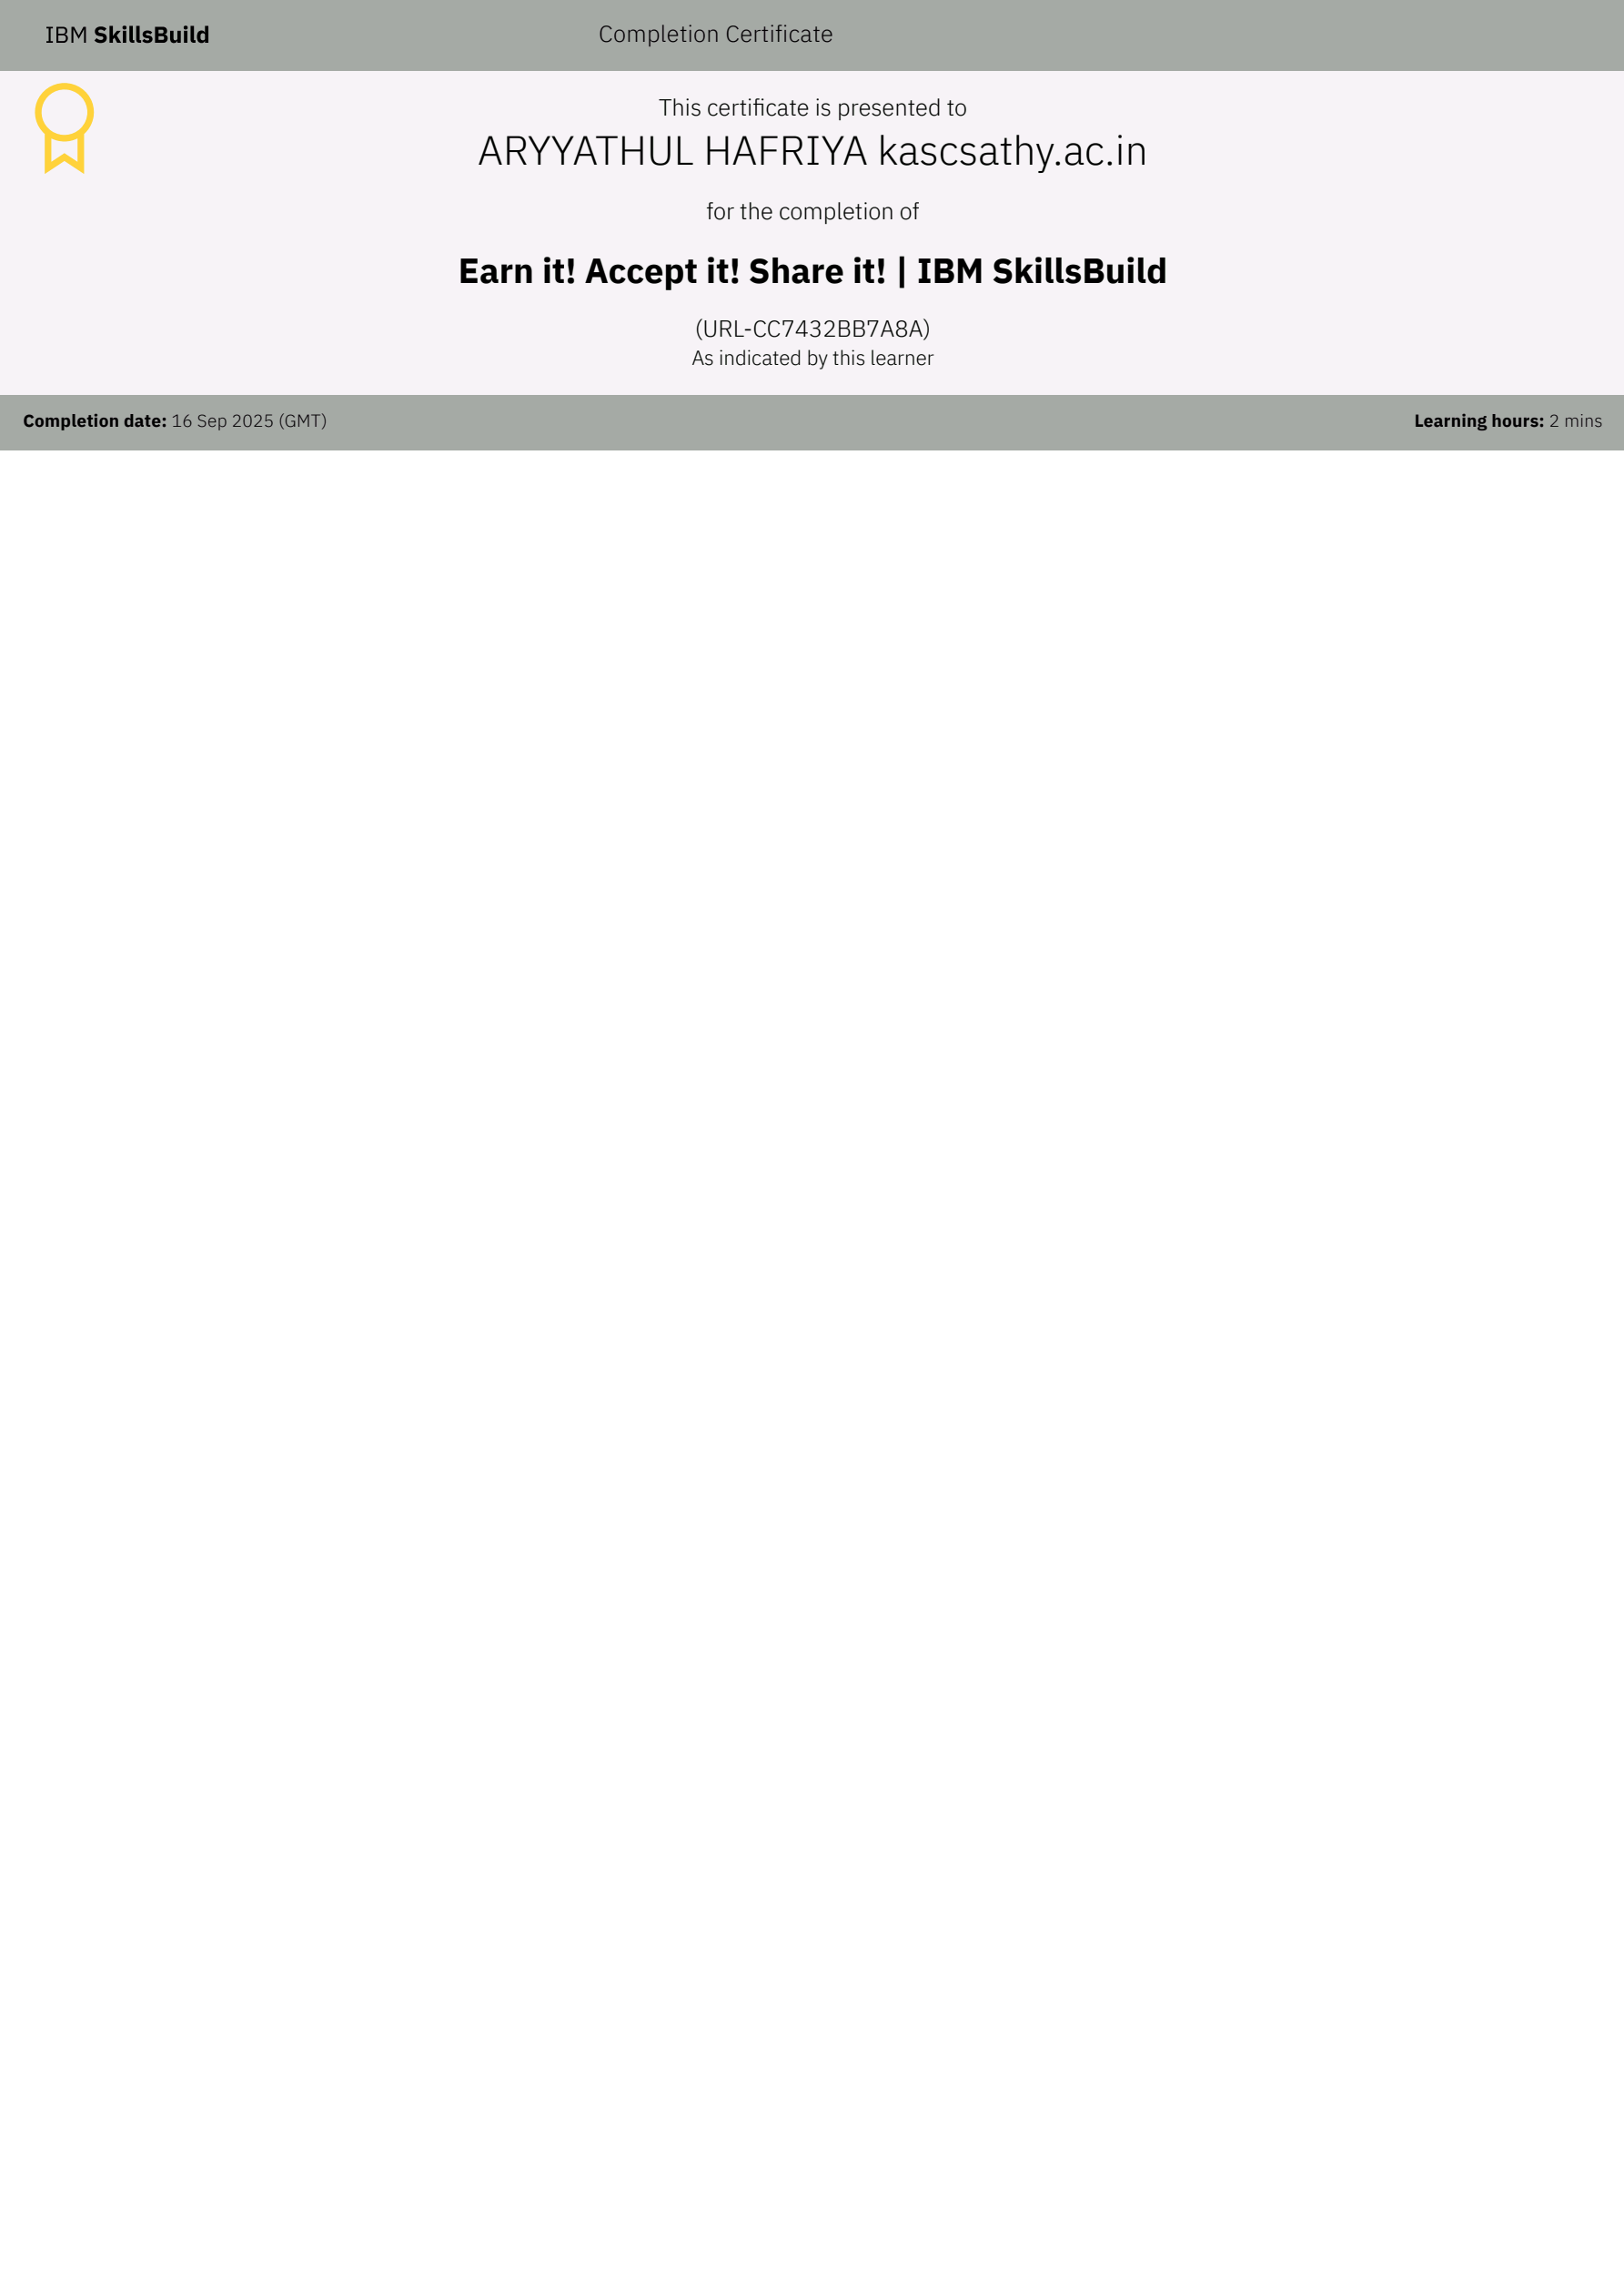 IBM SkillsBuild
Completion Certificate
This certificate is presented to
ARYYATHUL HAFRIYA kascsathy.ac.in
for the completion of
Earn it! Accept it! Share it! | IBM SkillsBuild
(URL-CC7432BB7A8A)
As indicated by this learner
Completion date: 16 Sep 2025 (GMT)
Learning hours: 2 mins